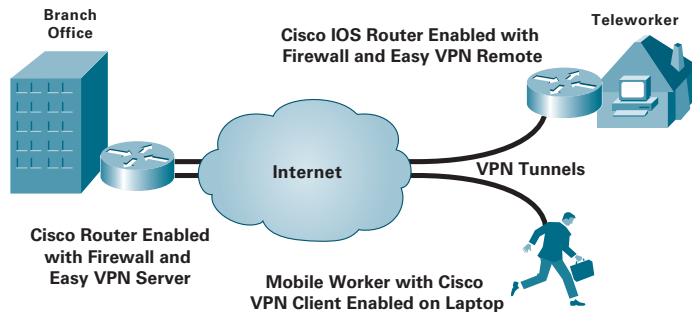 Branch
Office
Cisco IOS Router Enabled with
Firewall and Easy VPN Remote
Teleworker
Internet
VPN Tunnels
Cisco Router Enabled
with Firewall and
Easy VPN Server
Mobile Worker with Cisco
VPN Client Enabled on Laptop